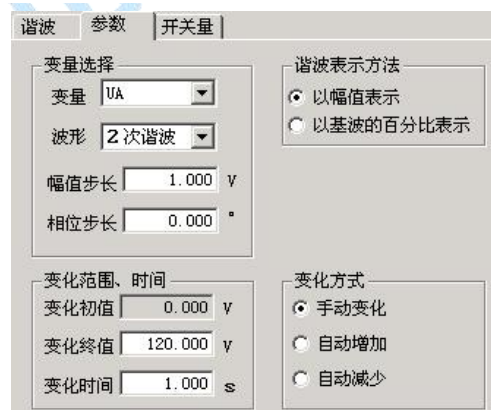 谐波 参数 开关量
变量选择
变量 UA
波形 2次谐波
幅值步长 1.000 V
相位步长 0.000 °
谐波表示方法
以幅值表示
以基波的百分比表示
变化范围、时间
变化初值 0.000 V
变化终值 120.000 V
变化时间 1.000 s
变化方式
手动变化
自动增加
自动减少